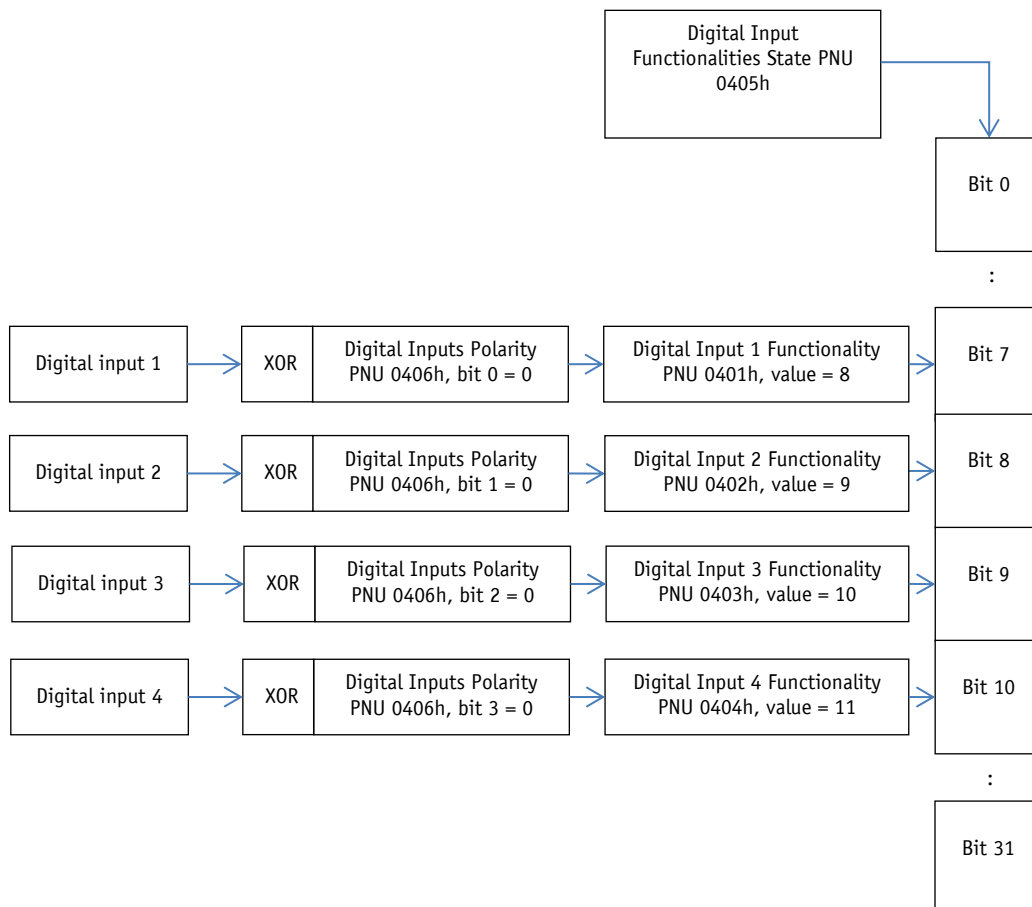 Digital Input
Functionalities State PNU
0405h
Bit 0
:
Digital input 1
XOR
Digital Inputs Polarity
PNU 0406h, bit 0 = 0
Digital Input 1 Functionality
PNU 0401h, value = 8
Bit 7
Digital input 2
XOR
Digital Inputs Polarity
PNU 0406h, bit 1 = 0
Digital Input 2 Functionality
PNU 0402h, value = 9
Bit 8
Digital input 3
XOR
Digital Inputs Polarity
PNU 0406h, bit 2 = 0
Digital Input 3 Functionality
PNU 0403h, value = 10
Bit 9
Digital input 4
XOR
Digital Inputs Polarity
PNU 0406h, bit 3 = 0
Digital Input 4 Functionality
PNU 0404h, value = 11
Bit 10
:
Bit 31